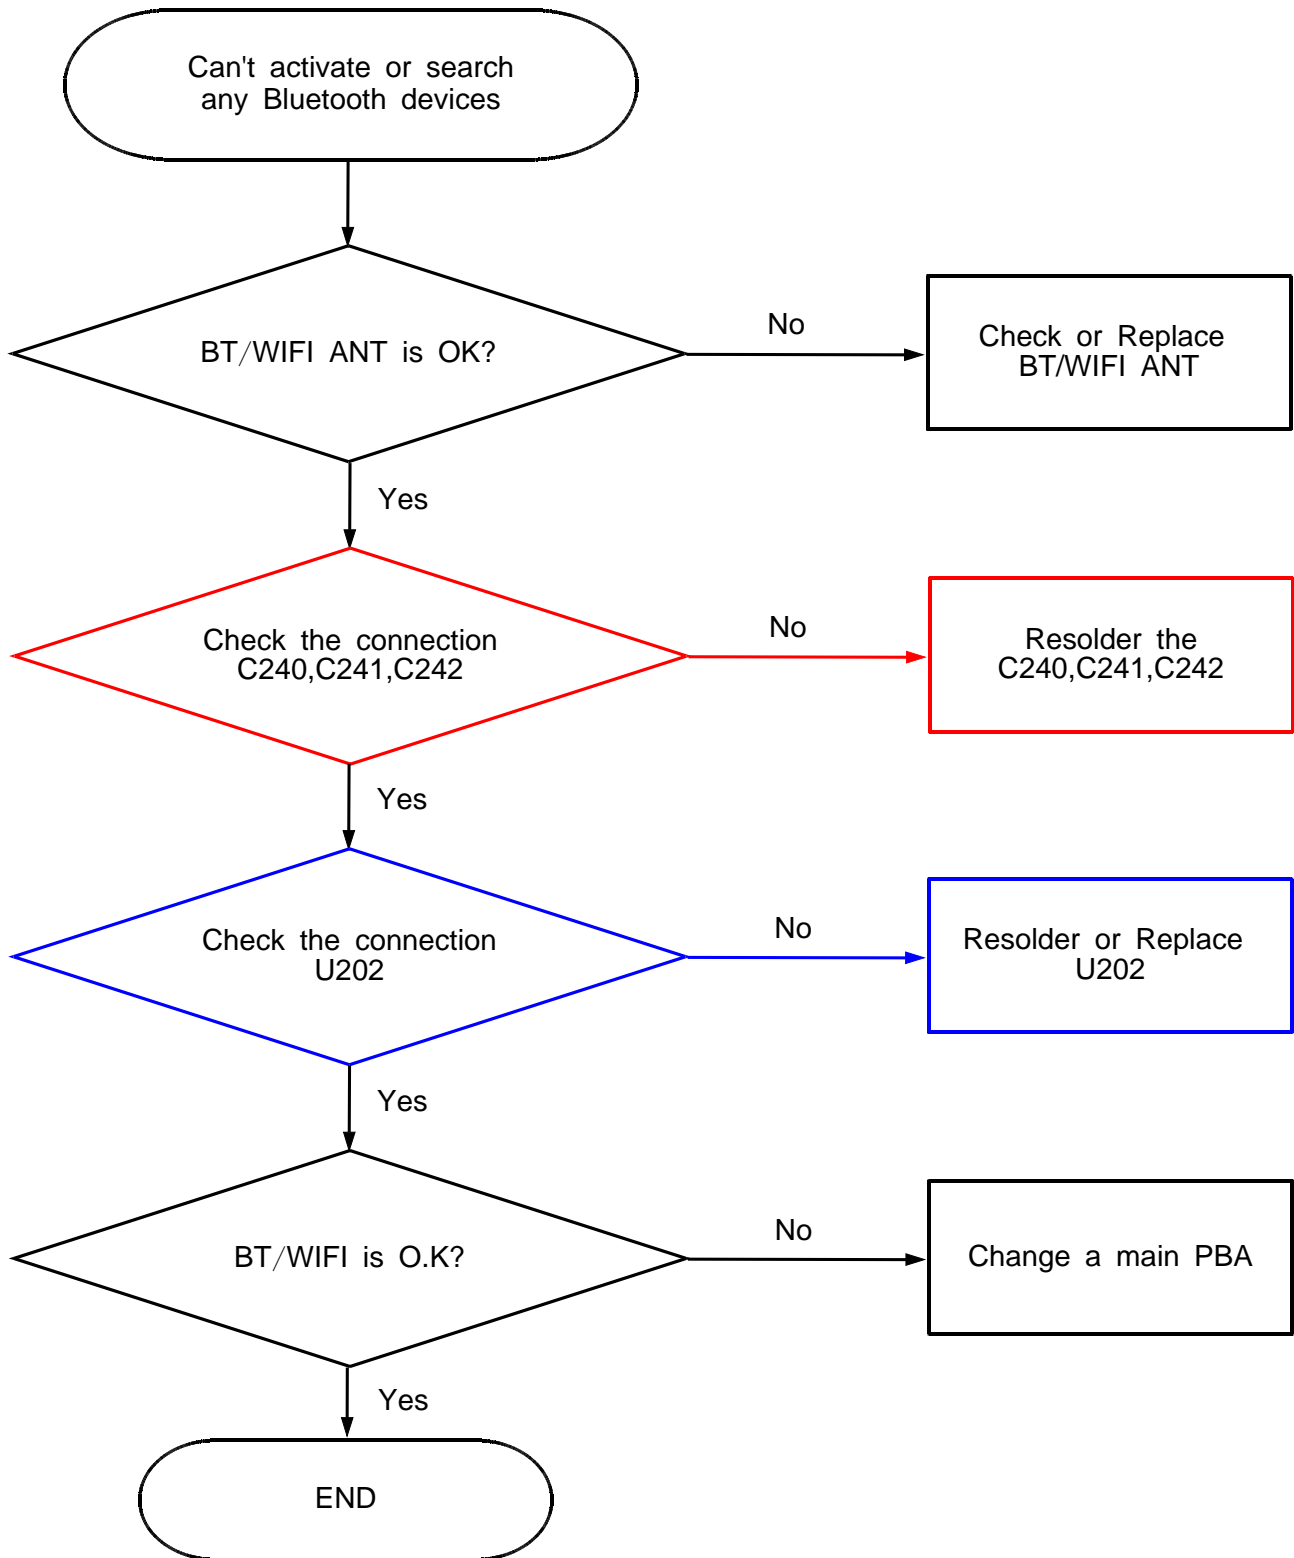 Can't activate or search
any Bluetooth devices
BT/WIFI ANT is OK?
No
Check or Replace
BT/WIFI ANT
Yes
Check the connection
C240,C241,C242
No
Resolder the
C240,C241,C242
Yes
Check the connection
U202
No
Resolder or Replace
U202
Yes
BT/WIFI is O.K?
No
Change a main PBA
Yes
END